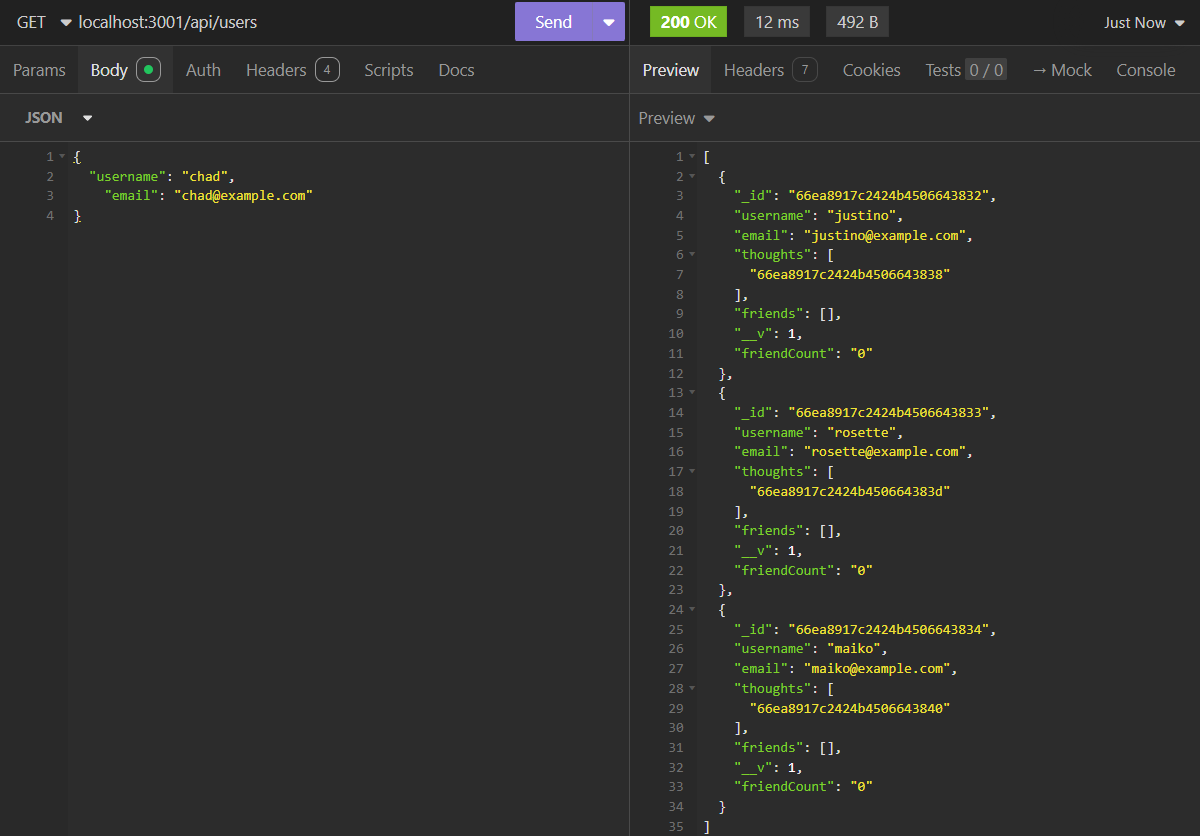 GET localhost:3001/api/users Send 200 OK 12 ms 492 B Just Now
Params Body Auth Headers 4 Scripts Docs
Preview Headers 7 Cookies Tests 0 / 0 → Mock Console
JSON
Preview
1 {
2 "username": "chad",
3 "email": "chad@example.com"
4 }
1 [
2 {
3 "_id": "66ea8917c2424b4506643832",
4 "username": "justino",
5 "email": "justino@example.com",
6 "thoughts": [
7 "66ea8917c2424b4506643838"
8 ],
9 "friends": [],
10 "__v": 1,
11 "friendCount": "0"
12 },
13 {
14 "_id": "66ea8917c2424b4506643833",
15 "username": "rosette",
16 "email": "rosette@example.com",
17 "thoughts": [
18 "66ea8917c2424b450664383d"
19 ],
20 "friends": [],
21 "__v": 1,
22 "friendCount": "0"
23 },
24 {
25 "_id": "66ea8917c2424b4506643834",
26 "username": "maiko",
27 "email": "maiko@example.com",
28 "thoughts": [
29 "66ea8917c2424b4506643840"
30 ],
31 "friends": [],
32 "__v": 1,
33 "friendCount": "0"
34 }
35 ]